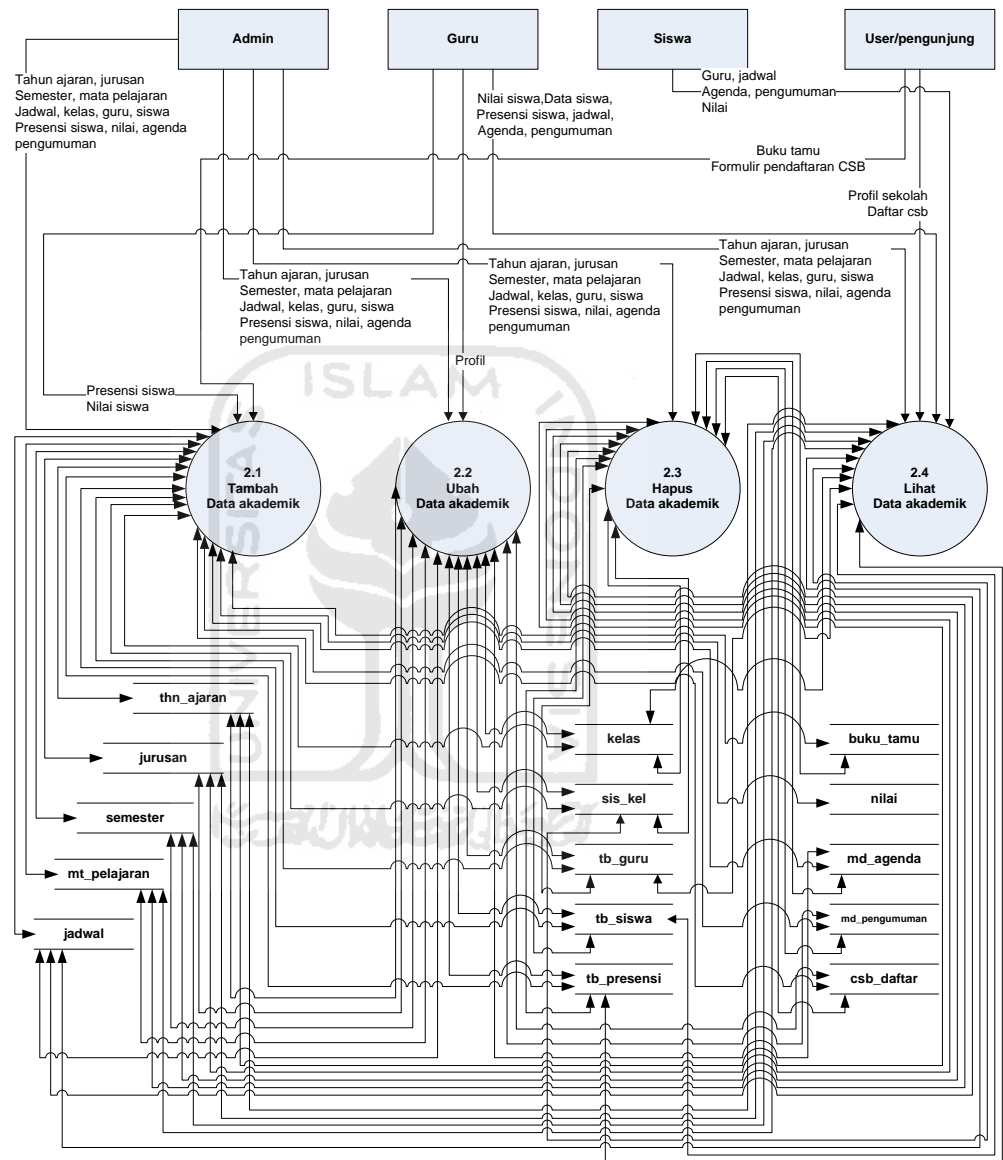 Admin
Guru
Siswa
User/pengunjung
Tahun ajaran, jurusan
Semester, mata pelajaran
Jadwal, kelas, guru, siswa
Presensi siswa, nilai, agenda
pengumuman
Nilai siswa,Data siswa,
Presensi siswa, jadwal,
Agenda, pengumuman
Guru, jadwal
Agenda, pengumuman
Nilai
Buku tamu
Formulir pendaftaran CSB
Profil sekolah
Daftar csb
Tahun ajaran, jurusan
Semester, mata pelajaran
Jadwal, kelas, guru, siswa
Presensi siswa, nilai, agenda
pengumuman
Tahun ajaran, jurusan
Semester, mata pelajaran
Jadwal, kelas, guru, siswa
Presensi siswa, nilai, agenda
pengumuman
Tahun ajaran, jurusan
Semester, mata pelajaran
Jadwal, kelas, guru, siswa
Presensi siswa, nilai, agenda
pengumuman
Profil
Presensi siswa
Nilai siswa
ISLAM
UNIVERSITAS
INDONESIA
2.1
Tambah
Data akademik
2.2
Ubah
Data akademik
2.3
Hapus
Data akademik
2.4
Lihat
Data akademik
thn_ajaran
jurusan
semester
mt_pelajaran
jadwal
kelas
sis_kel
tb_guru
tb_siswa
tb_presensi
buku_tamu
nilai
md_agenda
md_pengumuman
csb_daftar